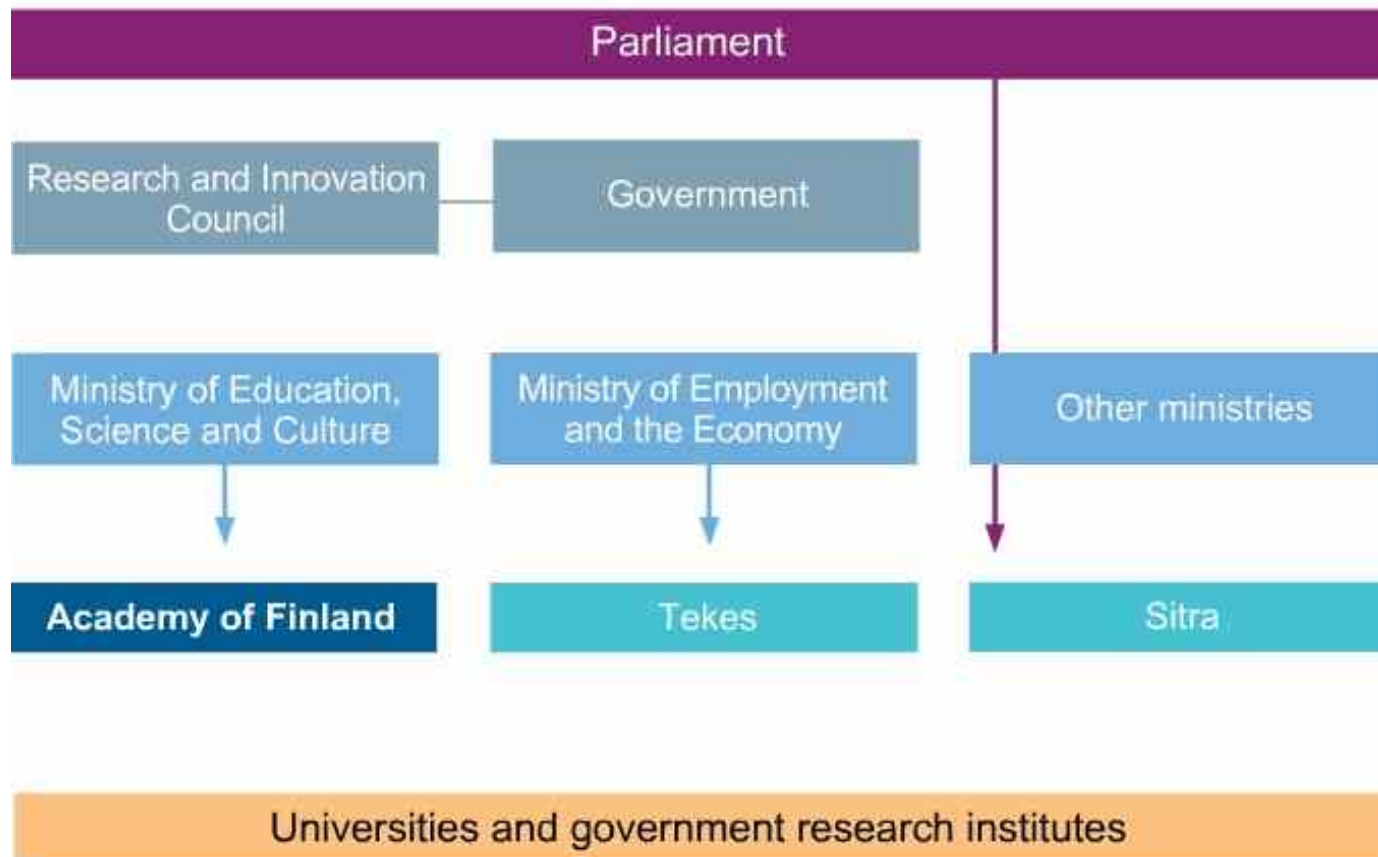 Parliament
Research and Innovation
Council
Government
Ministry of Education,
Science and Culture
Ministry of Employment
and the Economy
Other ministries
Academy of Finland
Tekes
Sitra
Universities and government research institutes